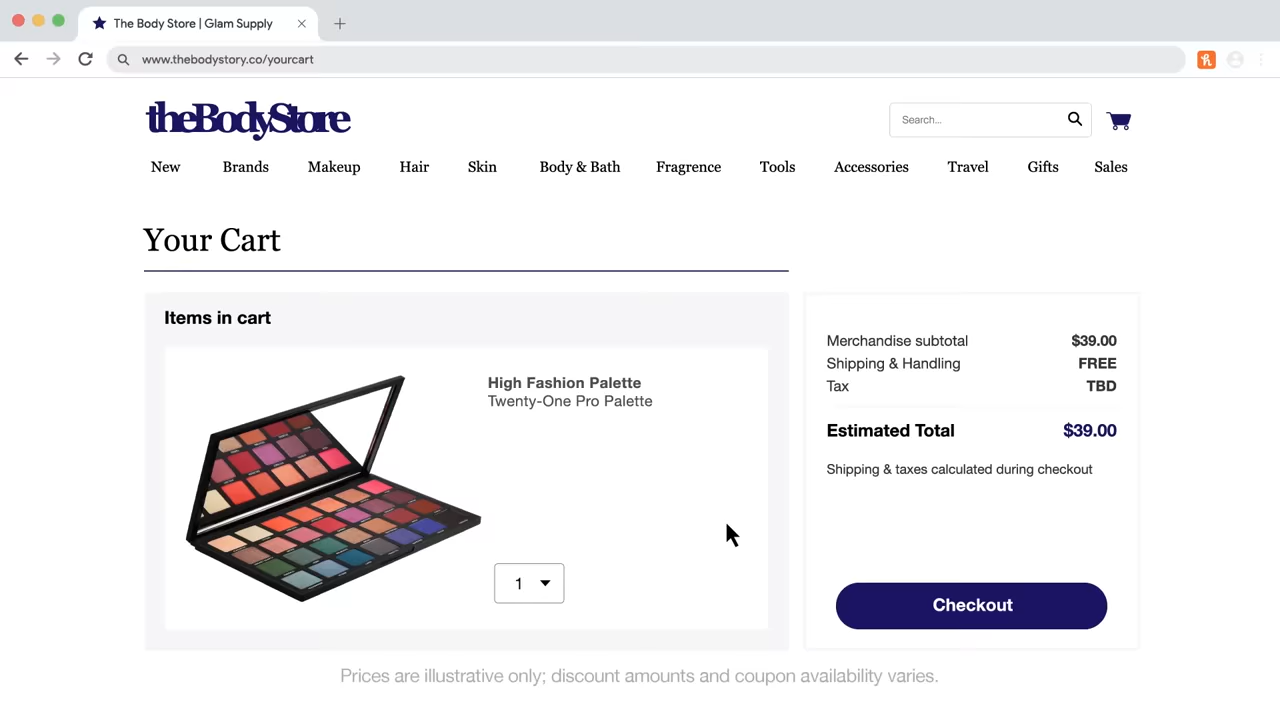 The Body Store | Glam Supply
www.thebodystory.co/yourcart
theBodyStore
Search...
New Brands Makeup Hair Skin Body & Bath Fragrence Tools Accessories Travel Gifts Sales
Your Cart
Items in cart
High Fashion Palette
Twenty-One Pro Palette
1
Merchandise subtotal $39.00
Shipping & Handling FREE
Tax TBD
Estimated Total $39.00
Shipping & taxes calculated during checkout
Checkout
Prices are illustrative only; discount amounts and coupon availability varies.